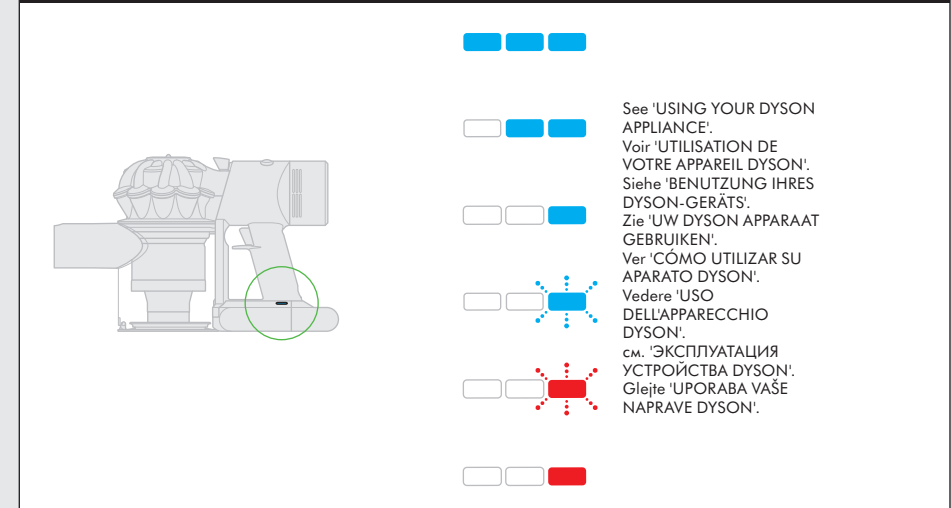 See 'USING YOUR DYSON
APPLIANCE'.
Voir 'UTILISATION DE
VOTRE APPAREIL DYSON'.
Siehe 'BENUTZUNG IHRES
DYSON-GERÄTS'.
Zie 'UW DYSON APPARAAT
GEBRUIKEN'.
Ver 'CÓMO UTILIZAR SU
APARATO DYSON'.
Vedere 'USO
DELL'APPARECCHIO
DYSON'.
см. 'ЭКСПЛУАТАЦИЯ
УСТРОЙСТВА DYSON'.
Glejte 'UPORABA VAŠE
NAPRAVE DYSON'.